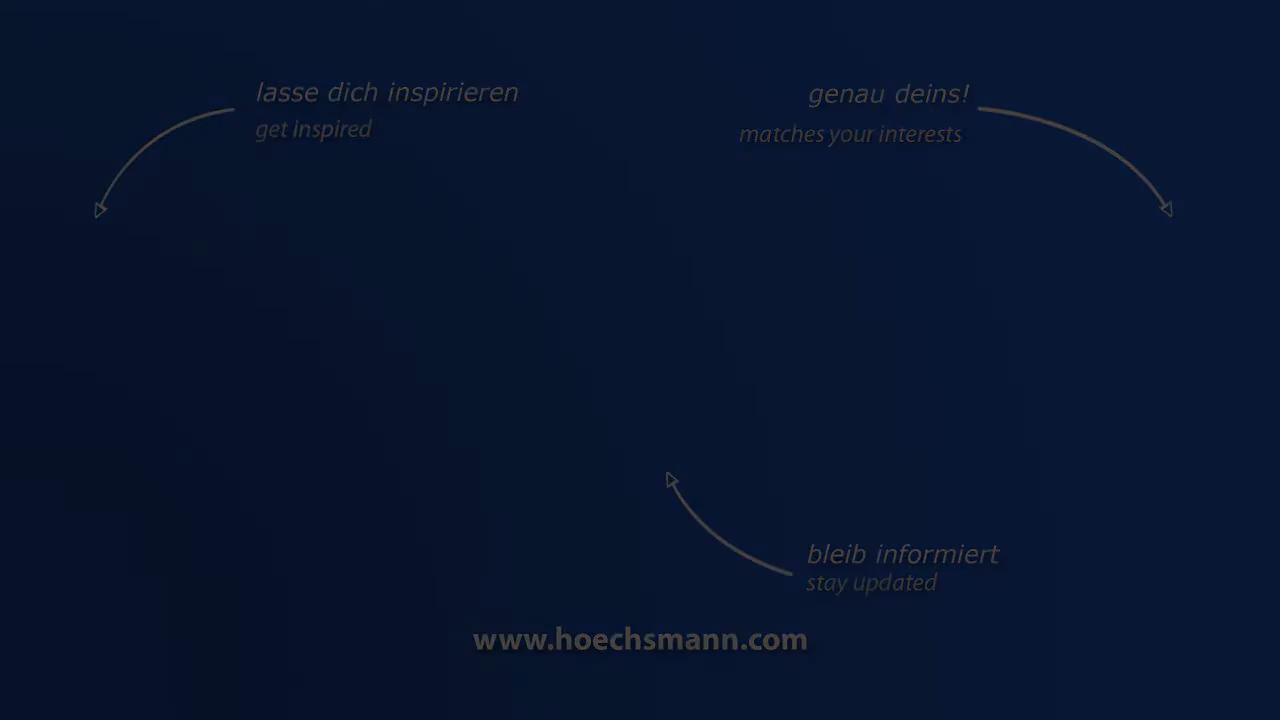 lasse dich inspirieren
get inspired
genau deins!
matches your interests
bleib informiert
stay updated
www.hoechsmann.com